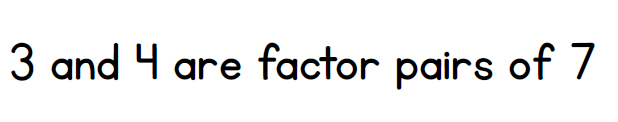 3 and 4 are factor pairs of 7